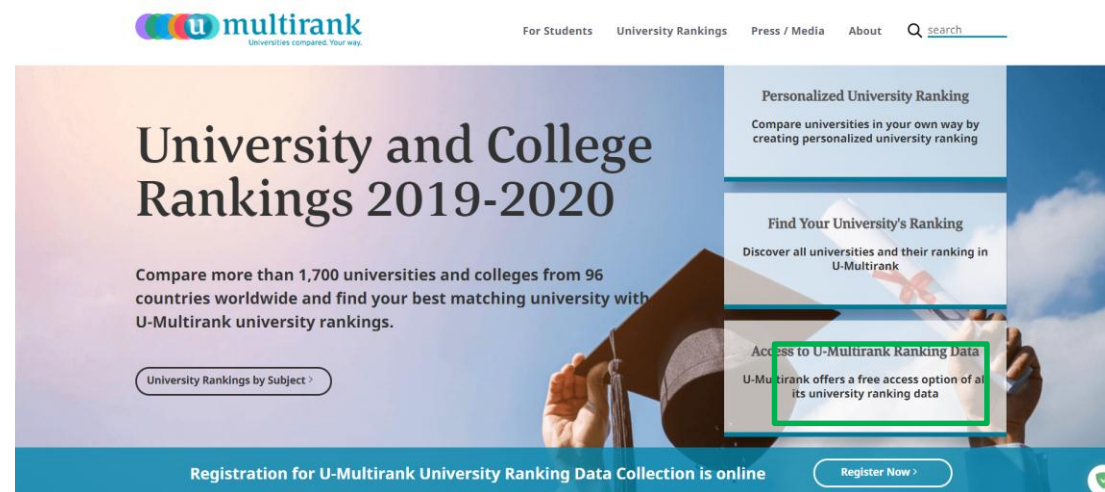 u multirank
Universities compared. Your way.
For Students University Rankings Press / Media About search
University and College
Rankings 2019-2020
Compare more than 1,700 universities and colleges from 96
countries worldwide and find your best matching university with
U-Multirank university rankings.
University Rankings by Subject >
Personalized University Ranking
Compare universities in your own way by
creating personalized university ranking
Find Your University's Ranking
Discover all universities and their ranking in
U-Multirank
Access to U-Multirank Ranking Data
U-Multirank offers a free access option of all
its university ranking data
Registration for U-Multirank University Ranking Data Collection is online
Register Now >